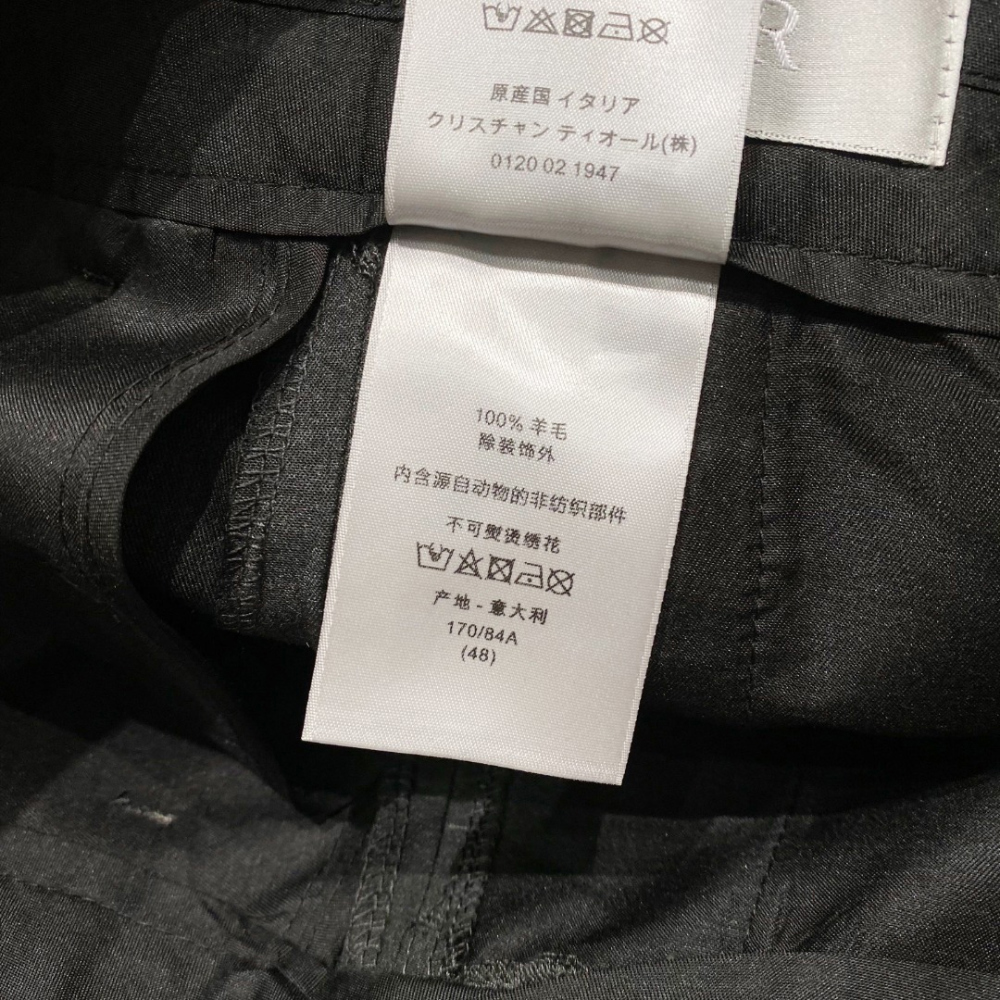 R
原産国 イタリア
クリスチャン ディオール(株)
0120 02 1947
100% 羊毛
除装饰外
内含源自动物的非纺织部件
不可熨烫绣花
产地 - 意大利
170/84A
(48)